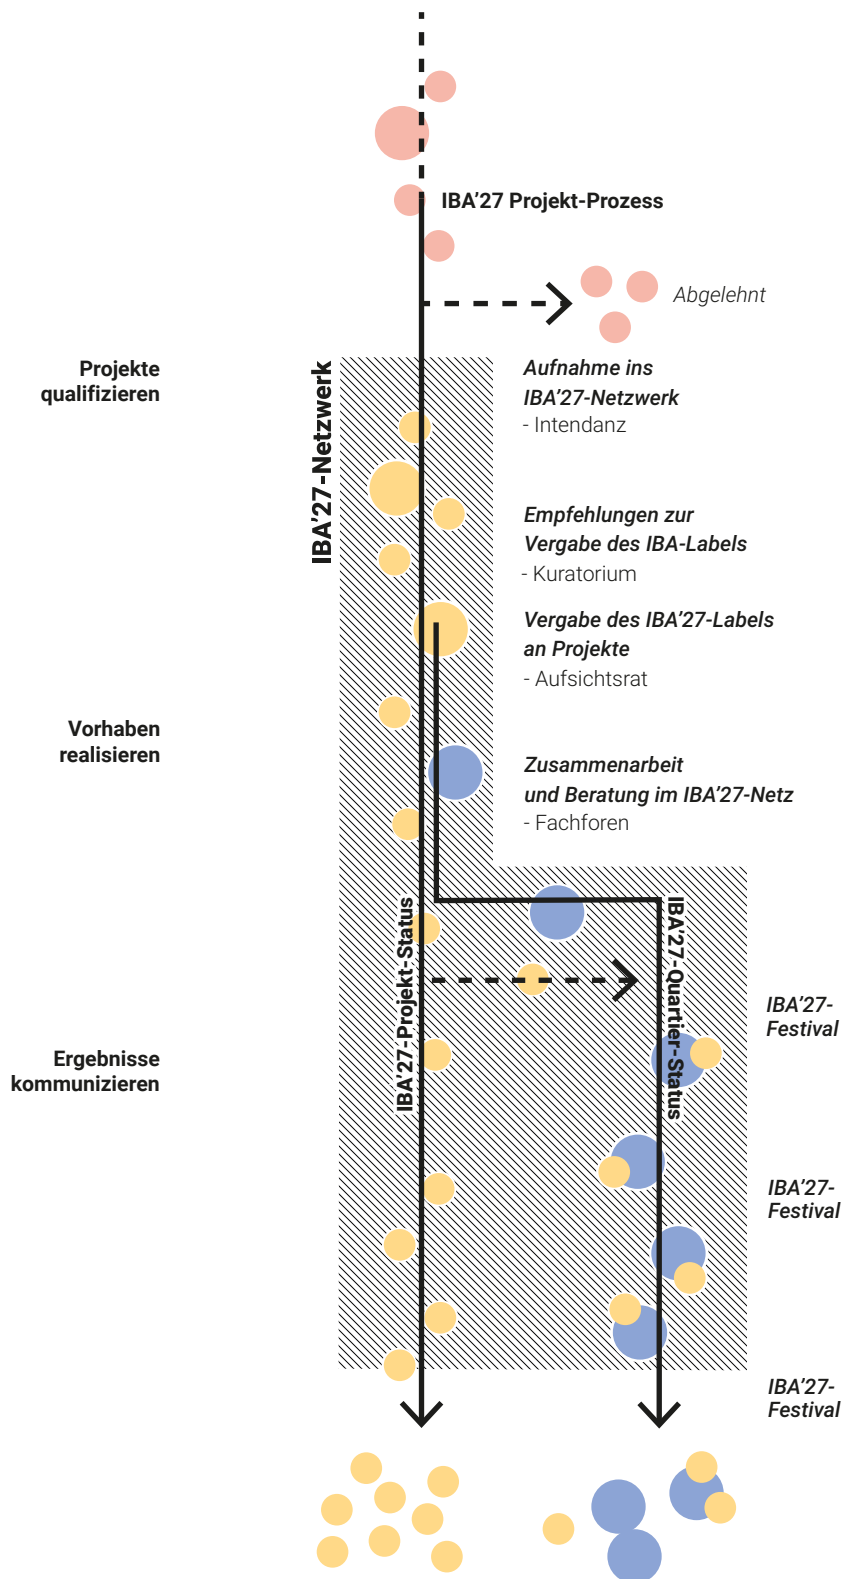 IBA’27 Projekt-Prozess
Abgelehnt
Projekte
qualifizieren
IBA’27-Netzwerk
Aufnahme ins
IBA’27-Netzwerk
- Intendanz
Empfehlungen zur
Vergabe des IBA-Labels
- Kuratorium
Vergabe des IBA’27-Labels
an Projekte
- Aufsichtsrat
Vorhaben
realisieren
Zusammenarbeit
und Beratung im IBA’27-Netz
- Fachforen
IBA’27-Projekt-Status
IBA’27-Quartier-Status
IBA’27-
Festival
Ergebnisse
kommunizieren
IBA’27-
Festival
IBA’27-
Festival